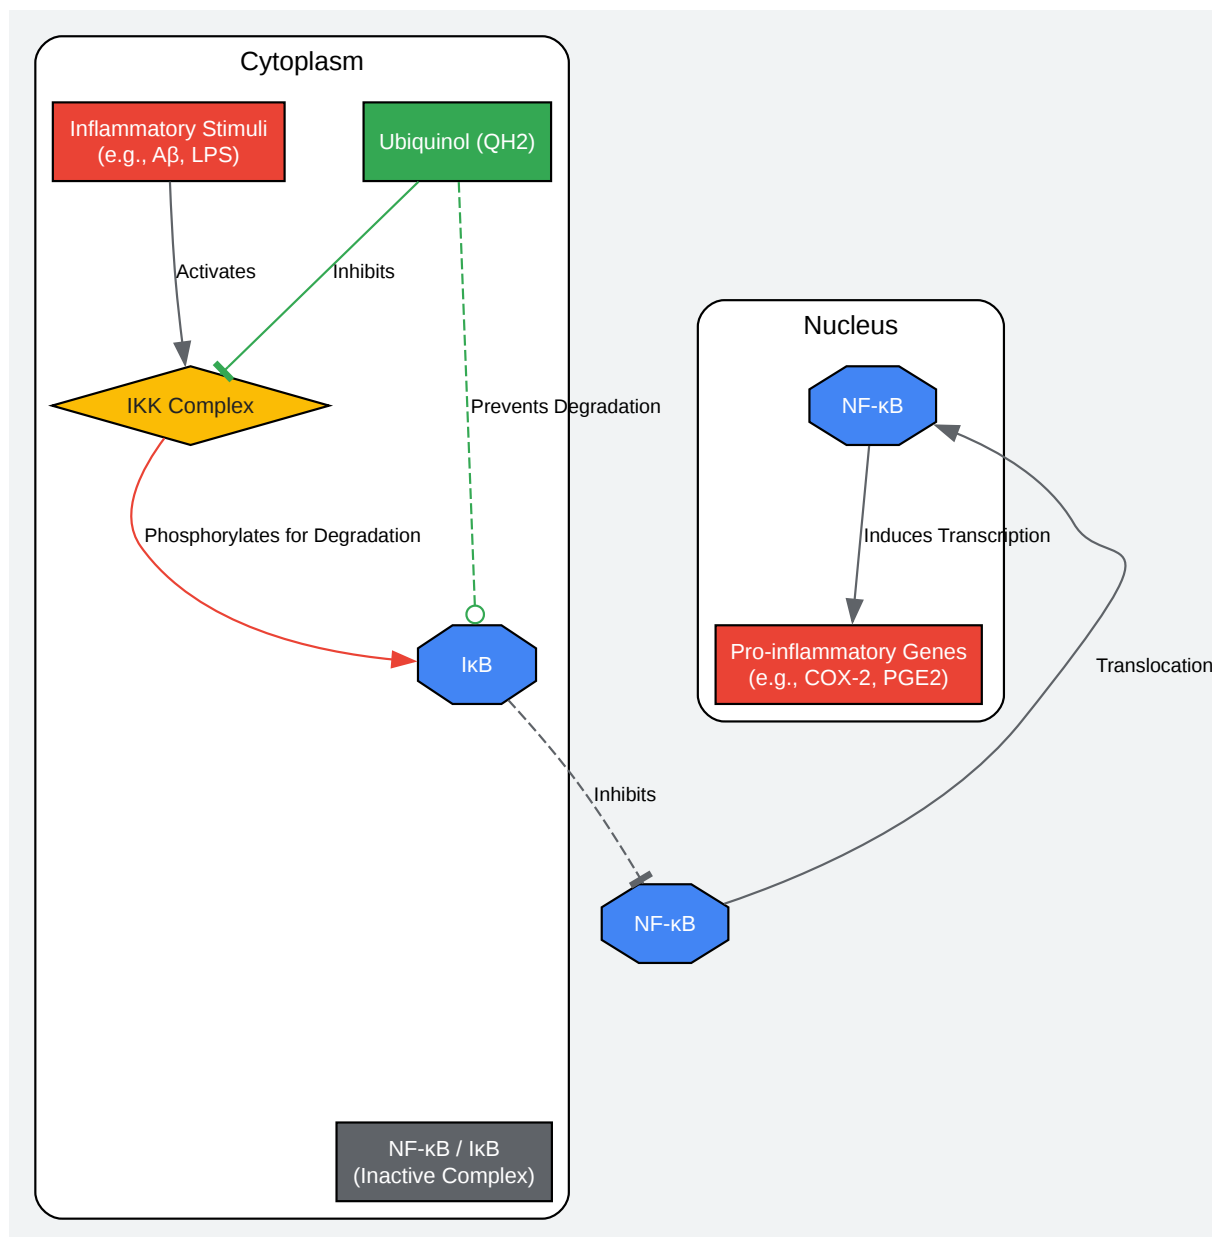 Cytoplasm
Inflammatory Stimuli
(e.g., Aβ, LPS)
Ubiquinol (QH2)
Activates
Inhibits
Nucleus
IKK Complex
Prevents Degradation
NF-κB
Phosphorylates for Degradation
Induces Transcription
IκB
Pro-inflammatory Genes
(e.g., COX-2, PGE2)
Translocation
Inhibits
NF-κB
NF-κB / IκB
(Inactive Complex)